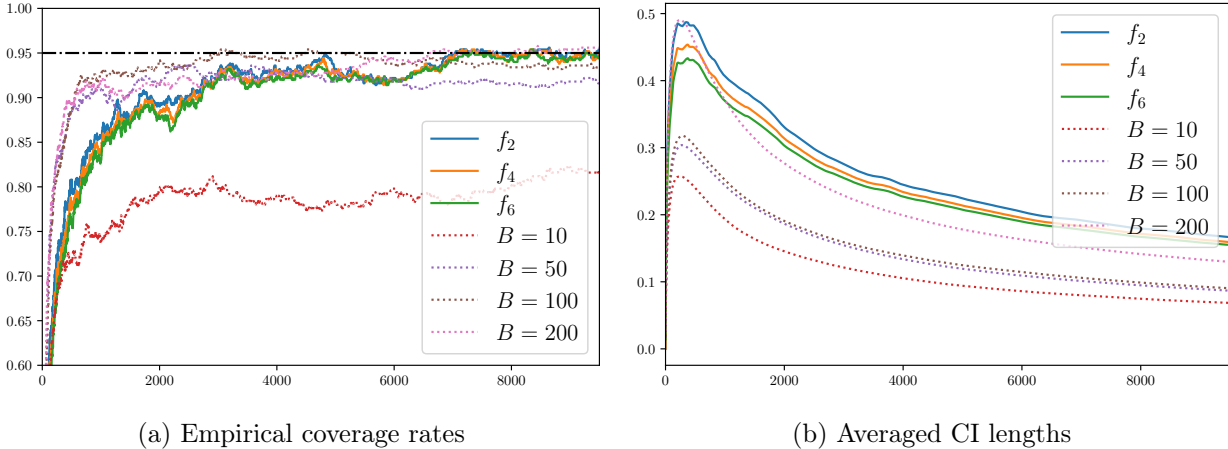 1.00
0.95
0.90
0.85
0.80
0.75
0.70
0.65
0.60
0
2000
4000
6000
8000
f2
f4
f6
B = 10
B = 50
B = 100
B = 200
(a) Empirical coverage rates
0.5
0.4
0.3
0.2
0.1
0.0
0
2000
4000
6000
8000
f2
f4
f6
B = 10
B = 50
B = 100
B = 200
(b) Averaged CI lengths